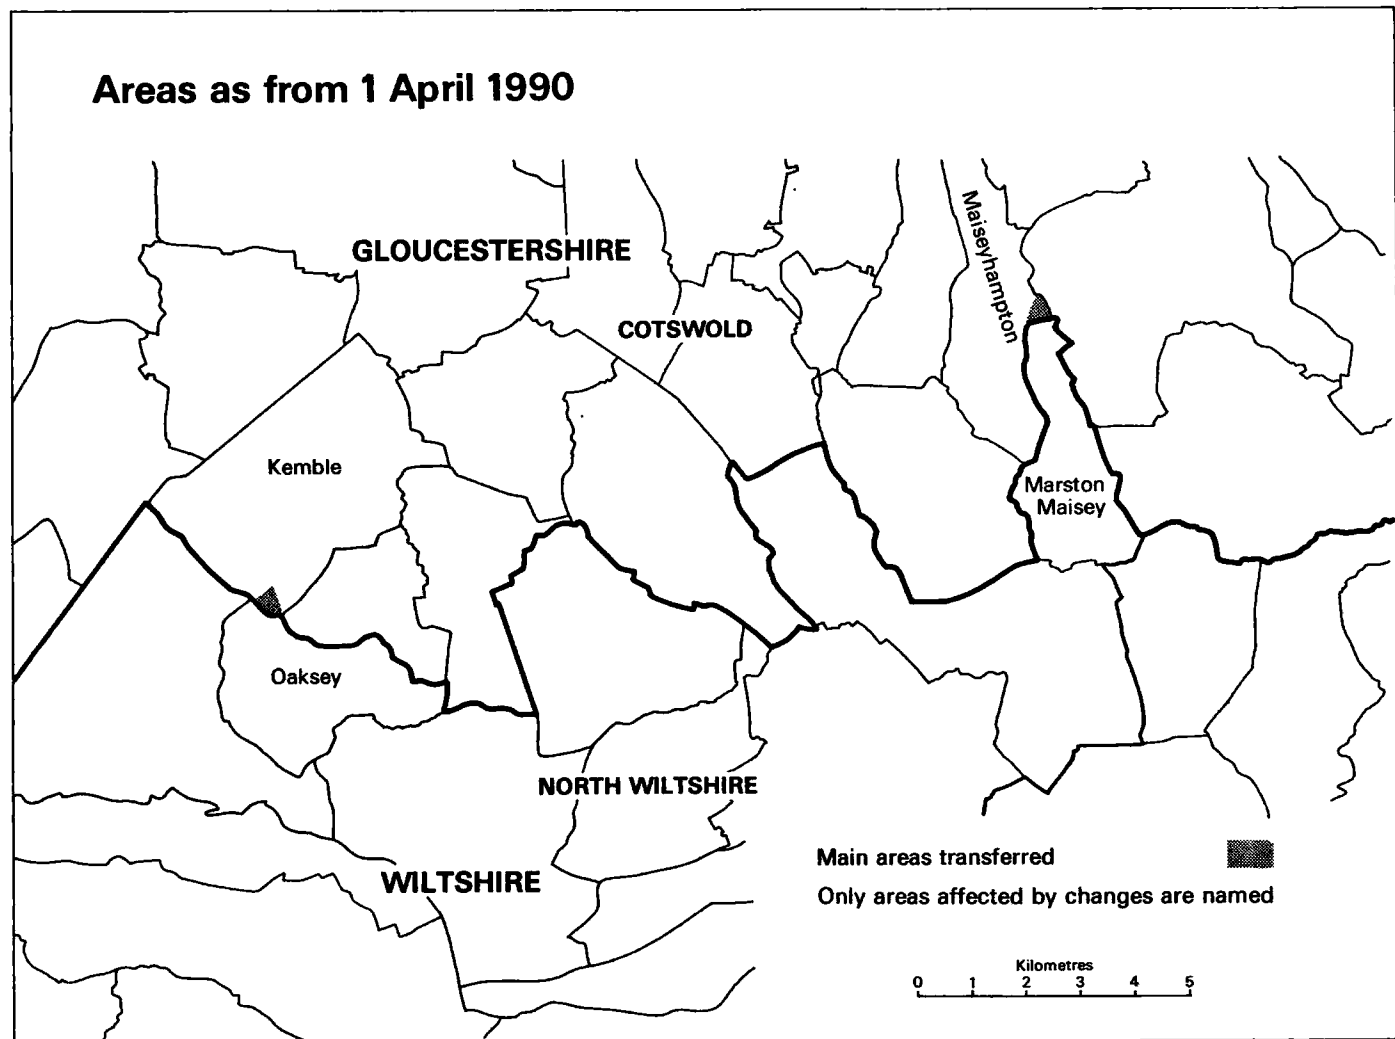 Areas as from 1 April 1990
GLOUCESTERSHIRE
Maiseyhampton
COTSWOLD
Kemble
Marston
Maisey
Oaksey
NORTH WILTSHIRE
WILTSHIRE
Main areas transferred
Only areas affected by changes are named
Kilometres
0 1 2 3 4 5